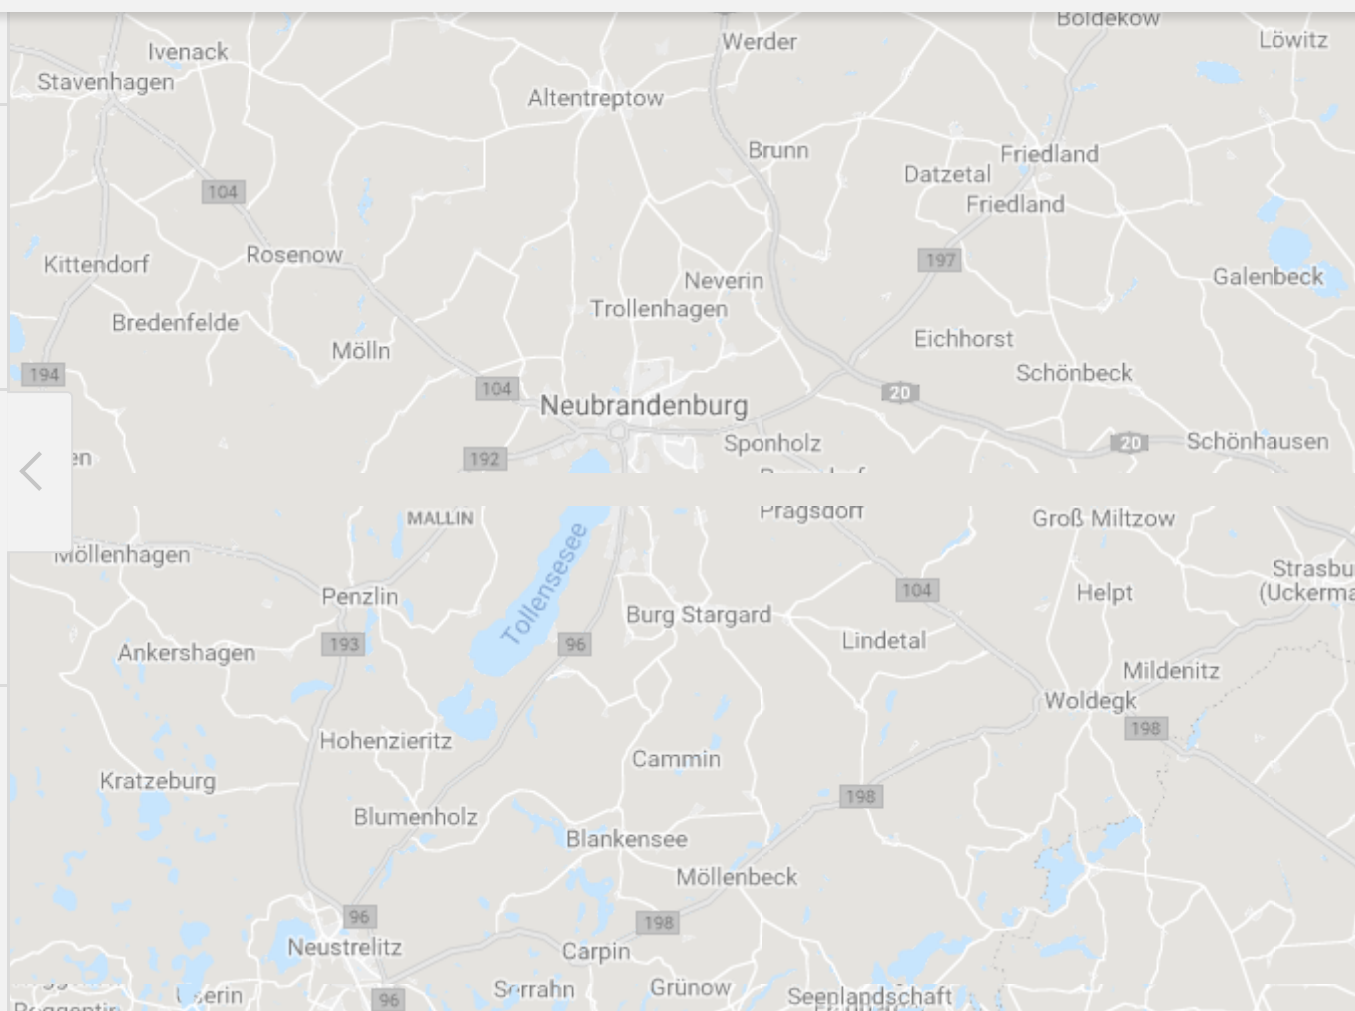 Boldekow
Werder
Löwitz
Ivenack
Stavenhagen
Altentreptow
Brunn
Friedland
Datzetal
104
Friedland
Rosenow
197
Kittendorf
Galenbeck
Neverin
Trollenhagen
Bredenfelde
Eichhorst
Mölln
194
Schönbeck
104
20
Neubrandenburg
Sponholz
20
Schönhausen
en
192
Pragsdorf
MALLIN
Groß Miltzow
Möllenhagen
Tollensesee
Strasbu
(Uckerma
Penzlin
104
Helpt
Burg Stargard
193
96
Lindetal
Ankershagen
Mildenitz
Woldegk
198
Hohenzieritz
Cammin
Kratzeburg
198
Blumenholz
Blankensee
Möllenbeck
96
198
Neustrelitz
Carpin
Serrahn
Grünow
Userin
96
Seenlandschaft